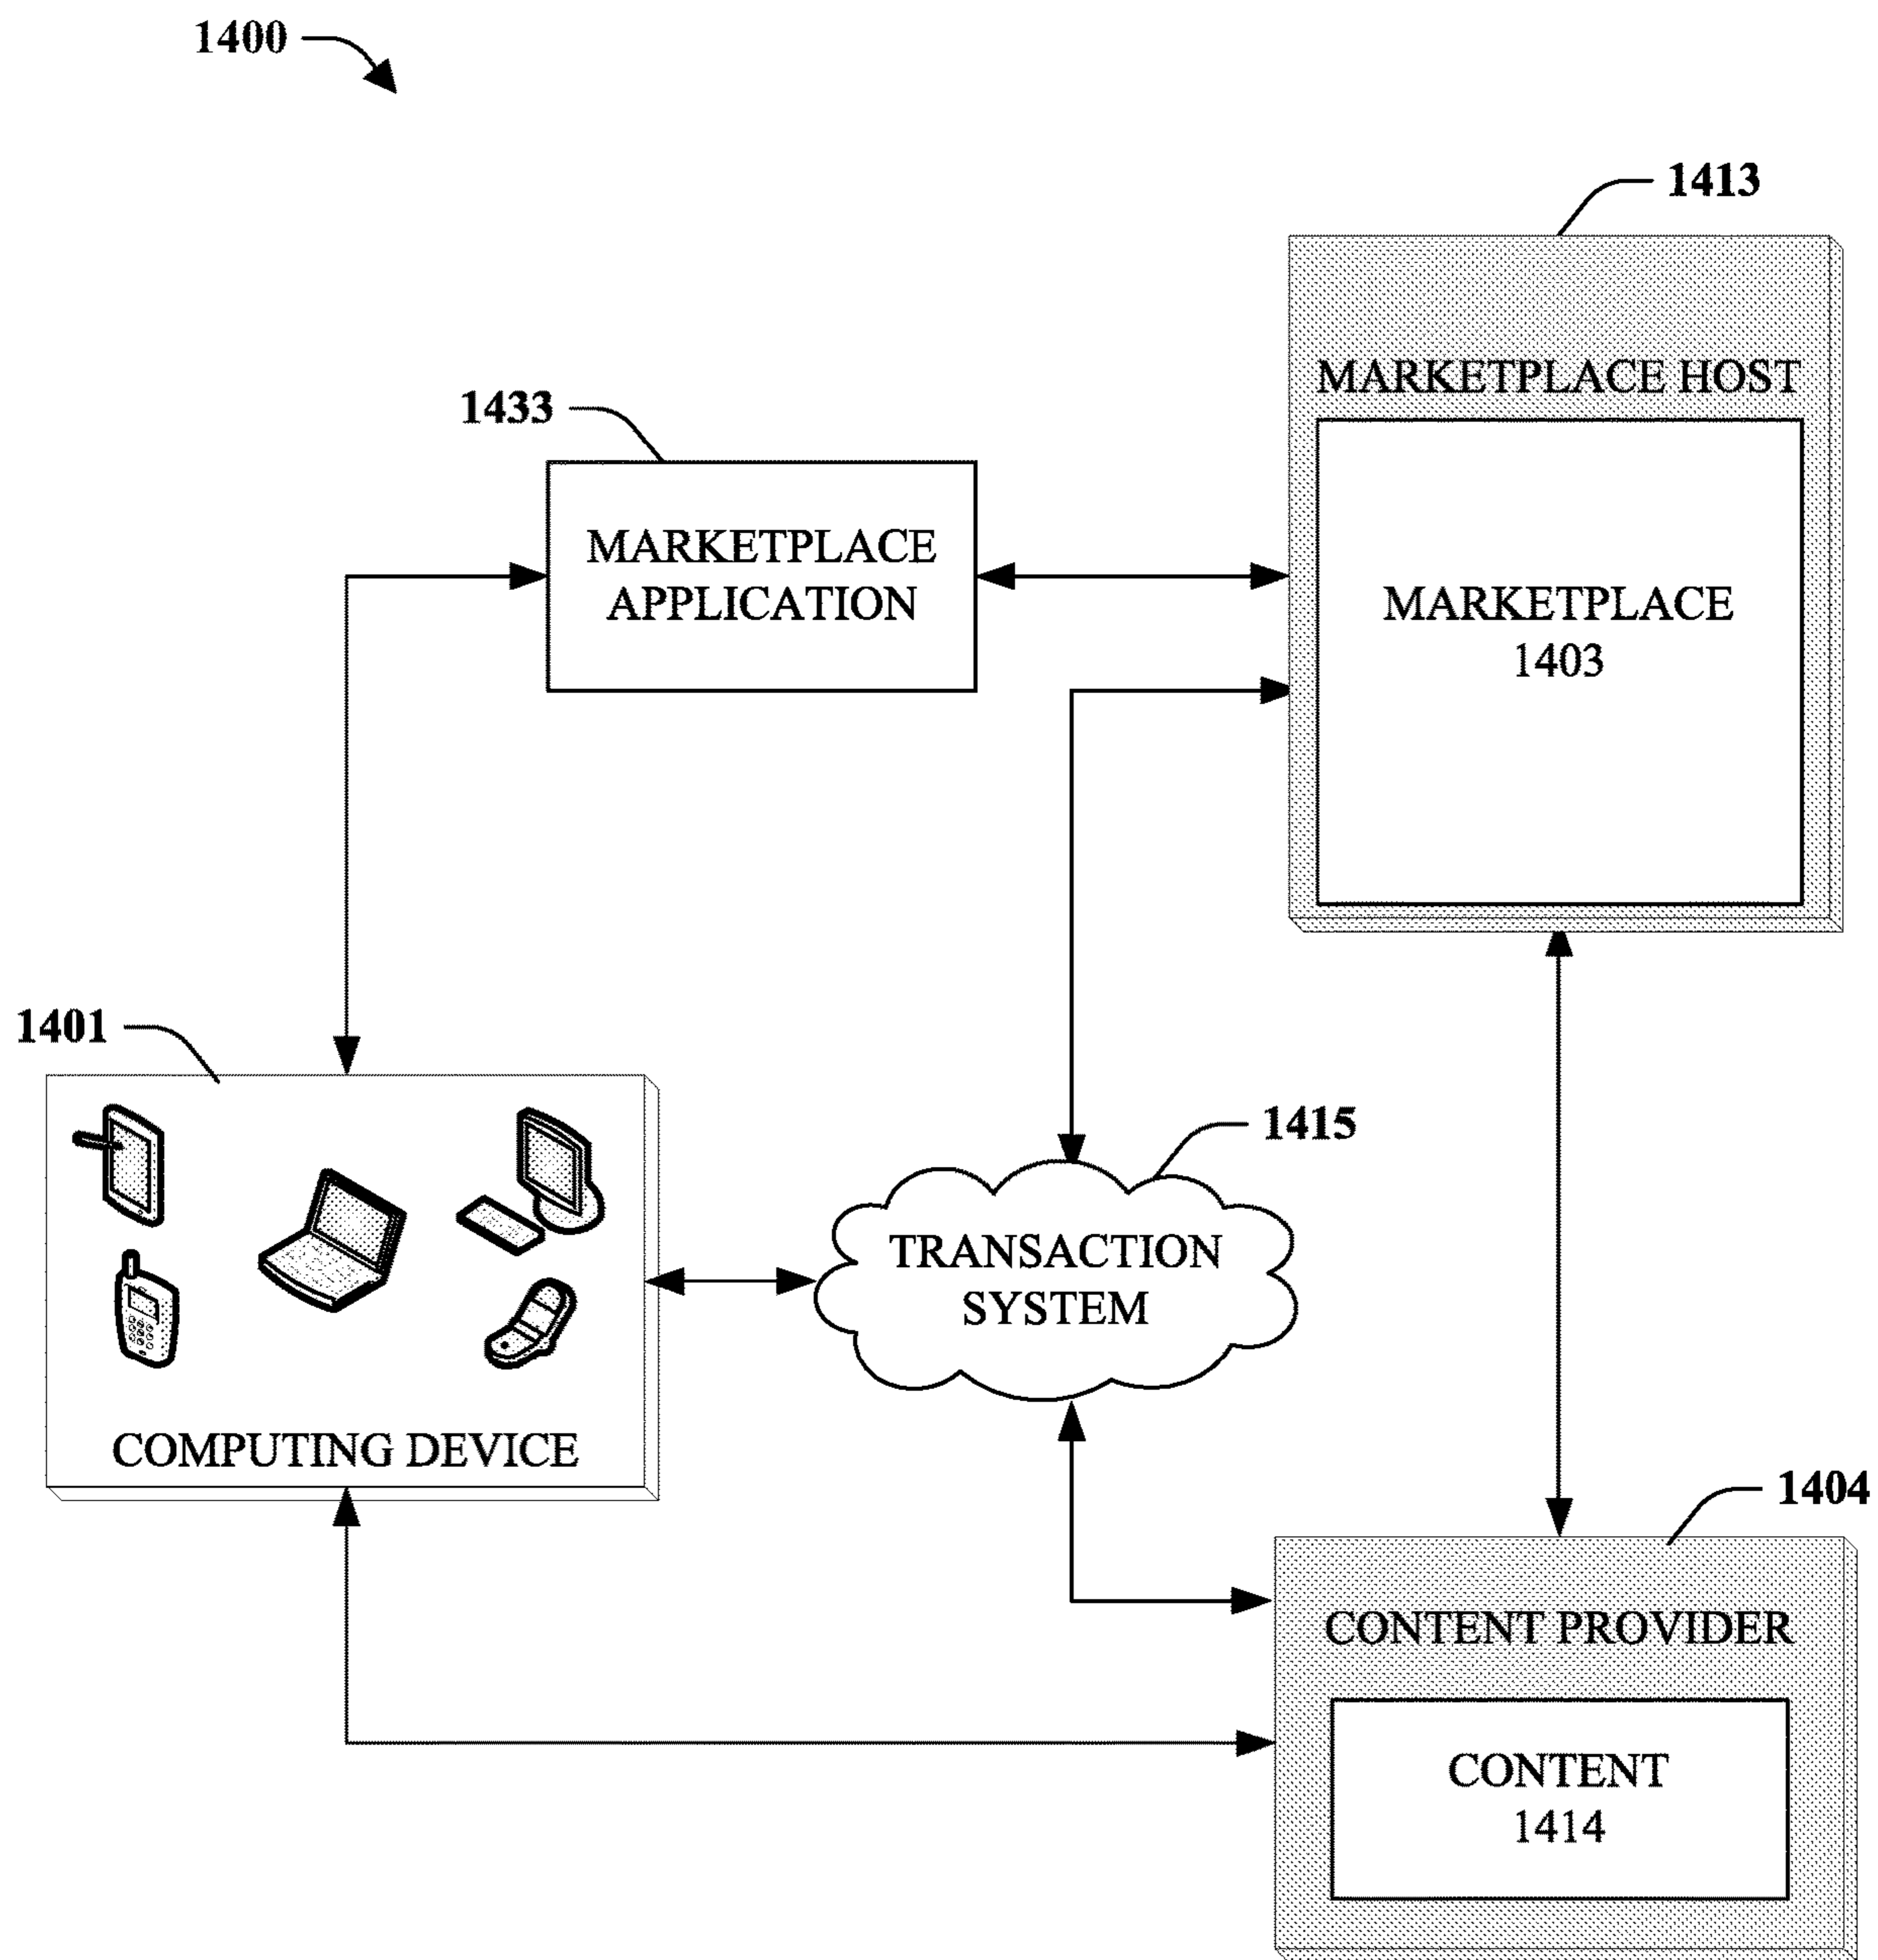 1400
1413
MARKETPLACE HOST
1433
MARKETPLACE
APPLICATION
MARKETPLACE
1403
1401
1415
TRANSACTION
SYSTEM
COMPUTING DEVICE
1404
CONTENT PROVIDER
CONTENT
1414